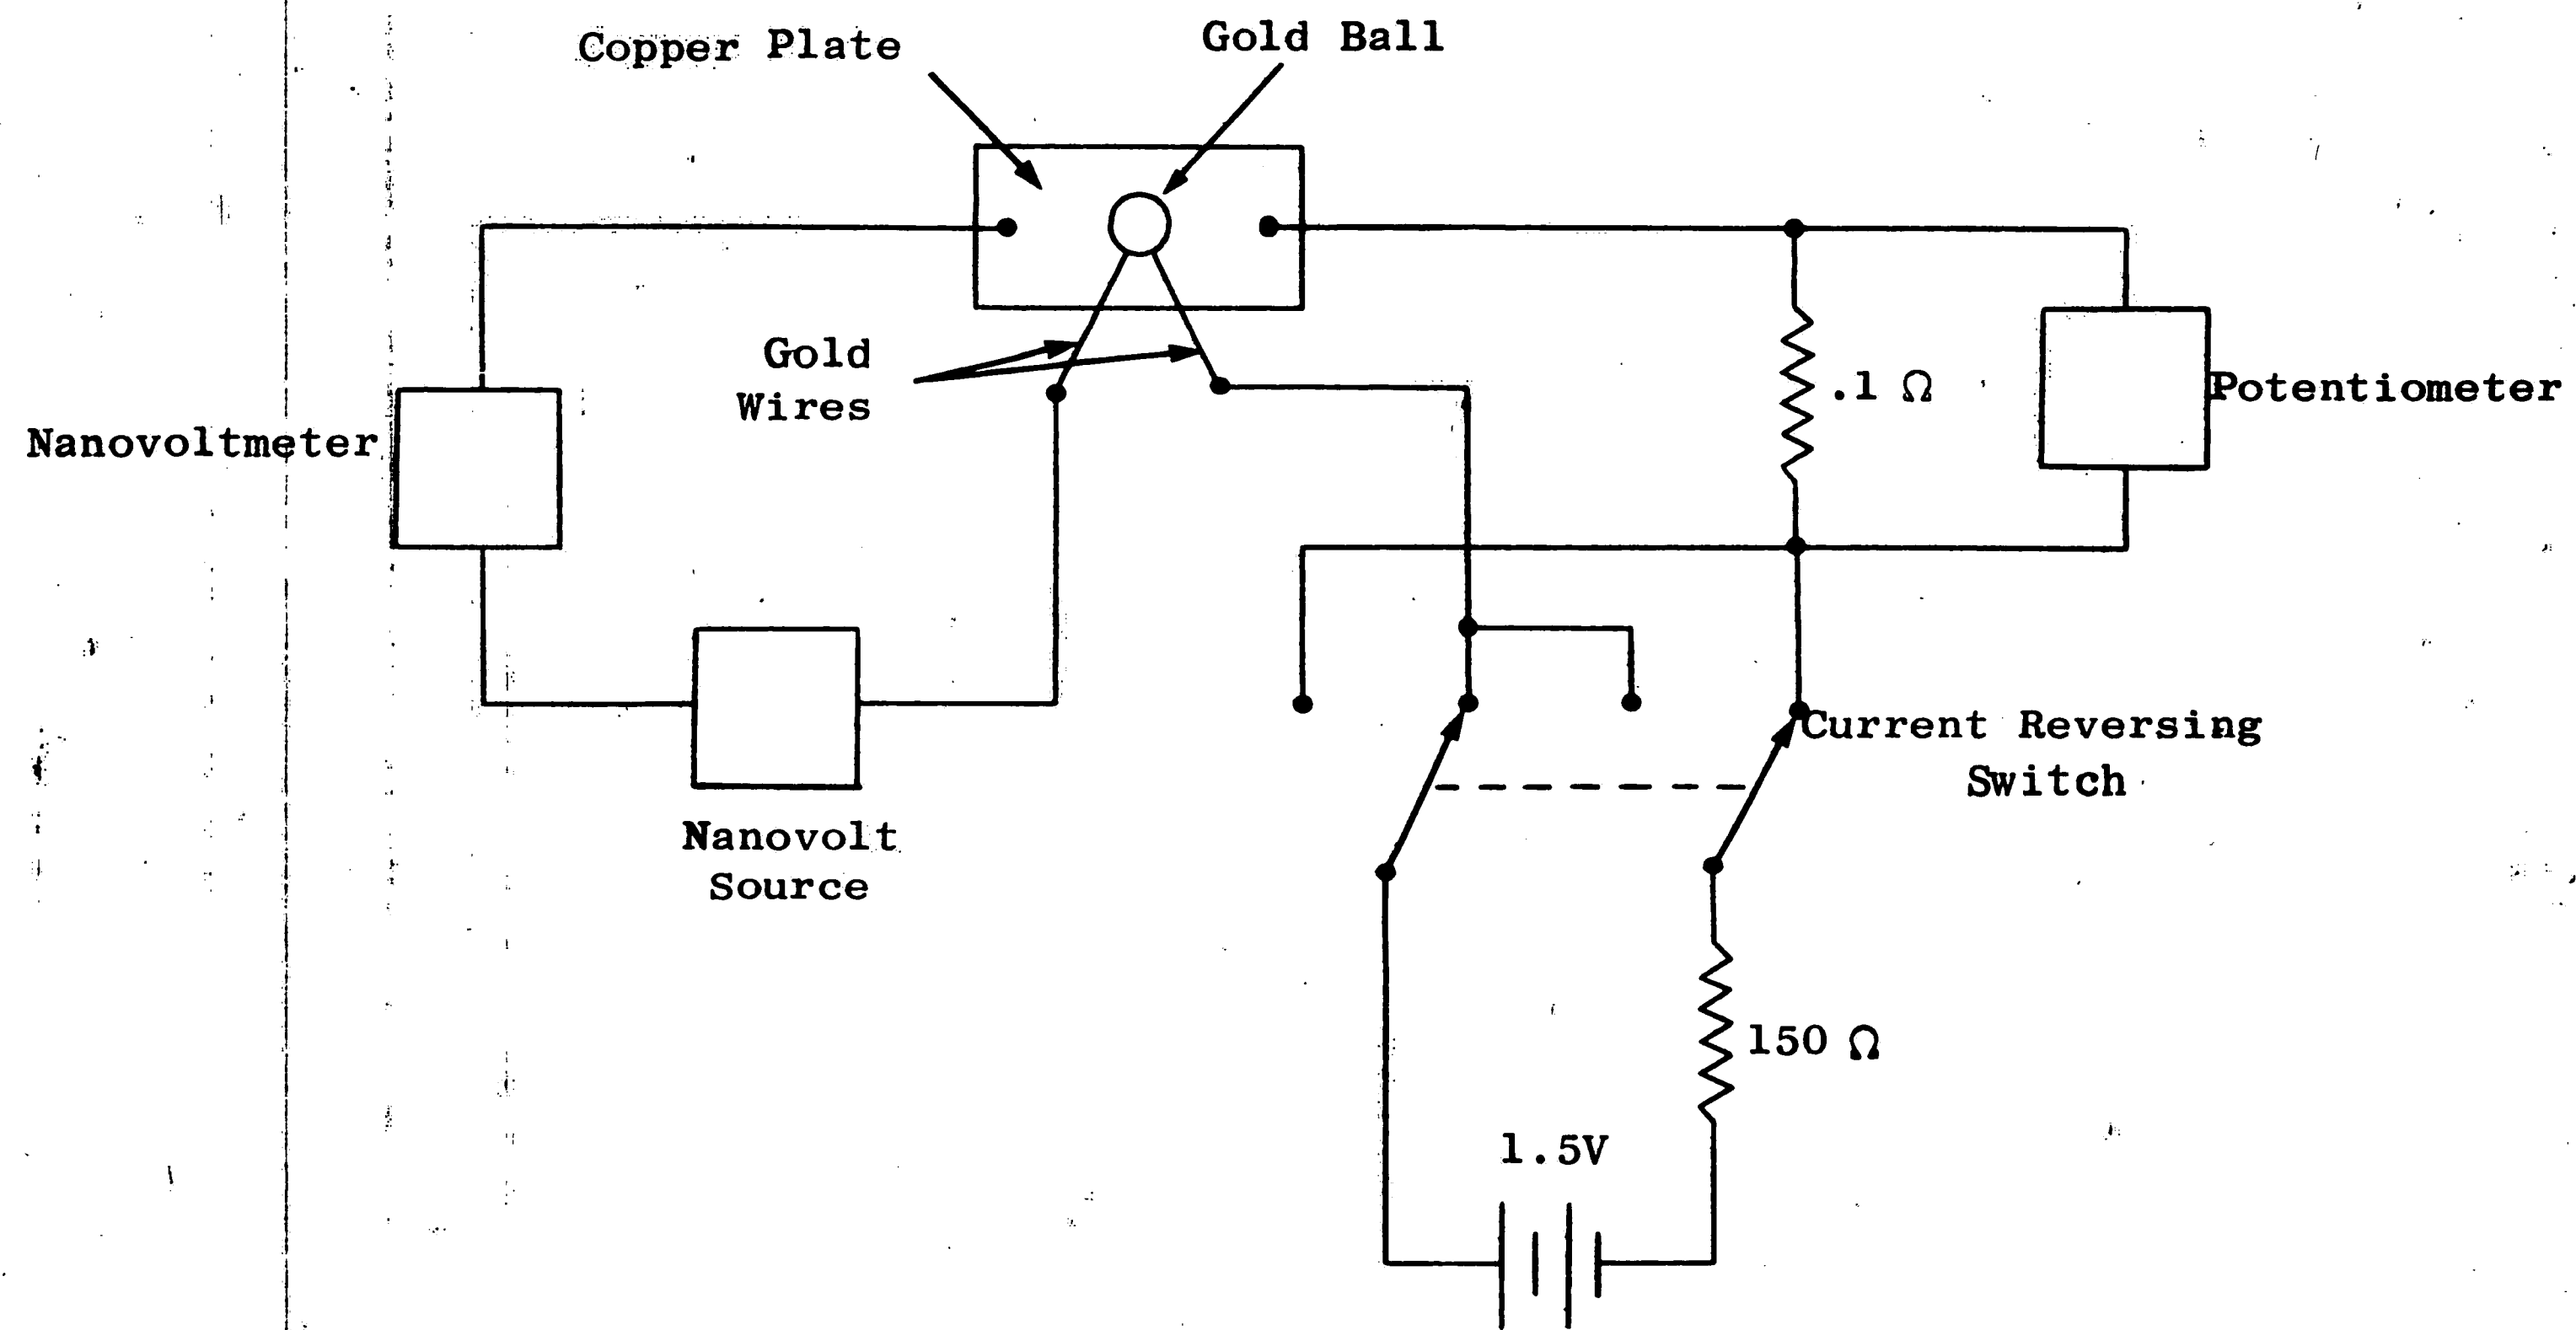 Copper Plate
Gold Ball
Gold
Wires
.1 Ω
Potentiometer
Nanovoltmeter
Current Reversing
Switch
Nanovolt
Source
150 Ω
1.5V